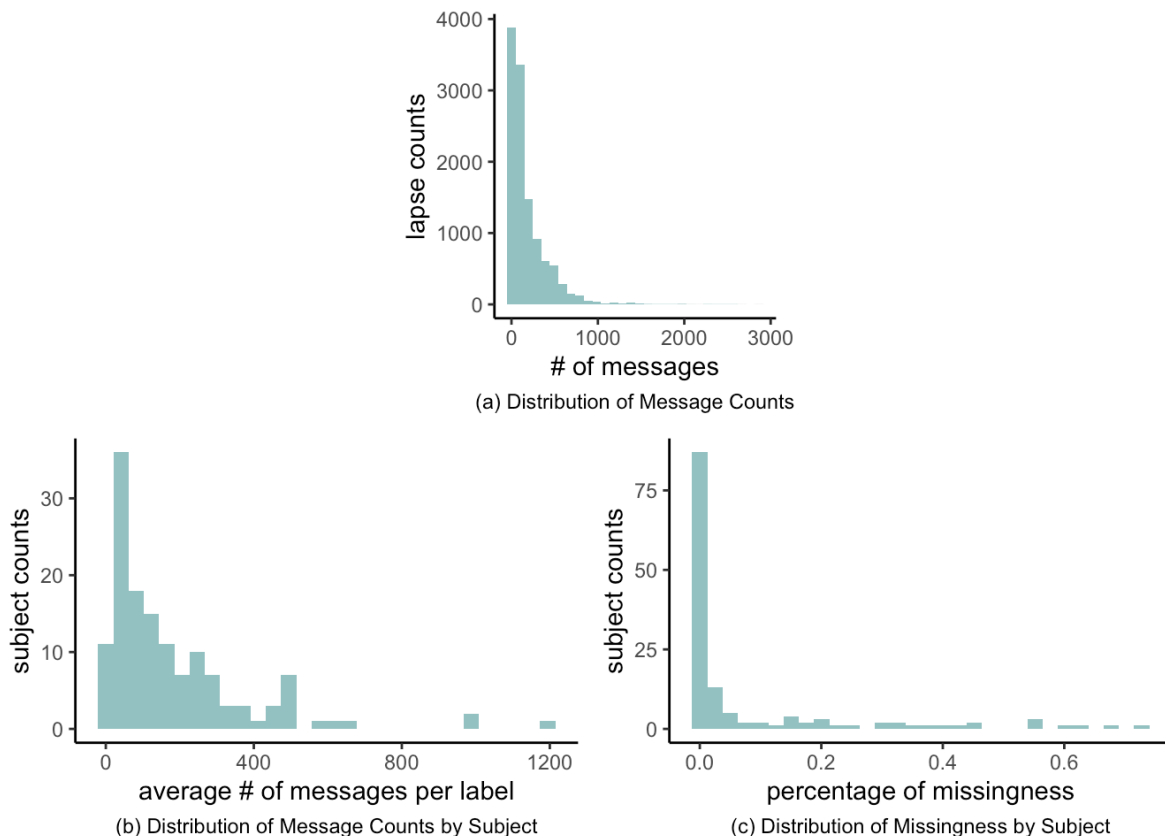 4000
3000
2000
1000
0
lapse counts
0 1000 2000 3000
# of messages
(a) Distribution of Message Counts
30
20
10
0
subject counts
0 400 800 1200
average # of messages per label
(b) Distribution of Message Counts by Subject
75
50
25
0
subject counts
0.0 0.2 0.4 0.6
percentage of missingness
(c) Distribution of Missingness by Subject